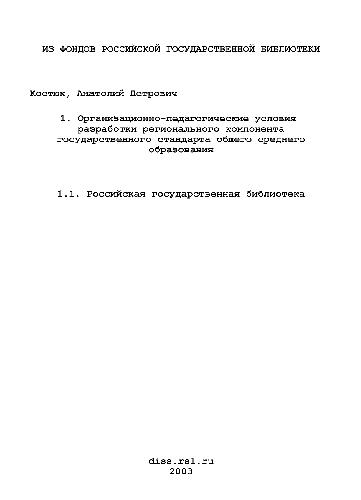 ИЗ ФОНДОВ РОССИЙСКОЙ ГОСУДАРСТВЕННОЙ БИБЛИОТЕКИ
Костюк, Анатолий Петрович
1. Организационно-педагогические условия
разработки регионального компонента
государственного стандарта общего среднего
образования
1.1. Российская государственная библиотека
diss.rsl.ru
2003